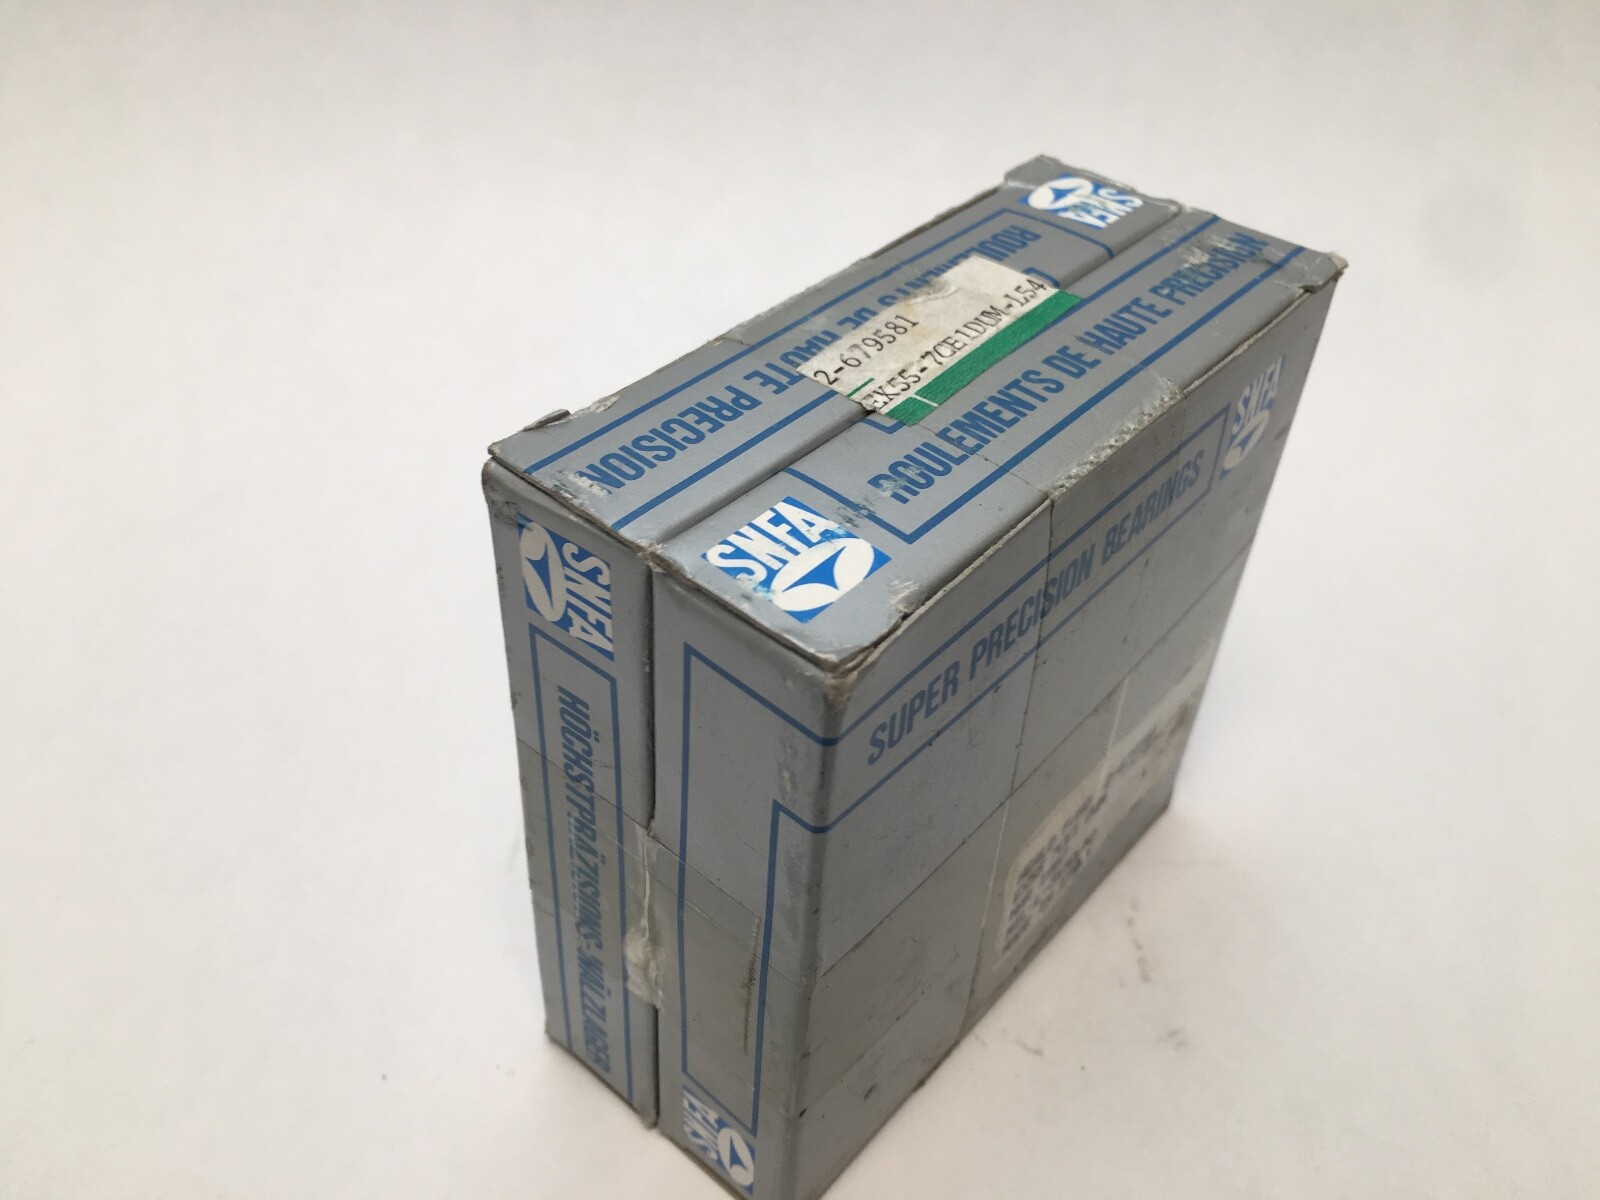 SNFA
ROULEMENTS DE HAUTE PRECISION
2-679581
EX55-7CE1DUM-L54
ROULEMENTS DE HAUTE PRECISION
SNFA
SUPER PRECISION BEARINGS
SNFA
SNFA
HÖCHSTPRÄZISIONS-WÄLZLAGER
SNFA